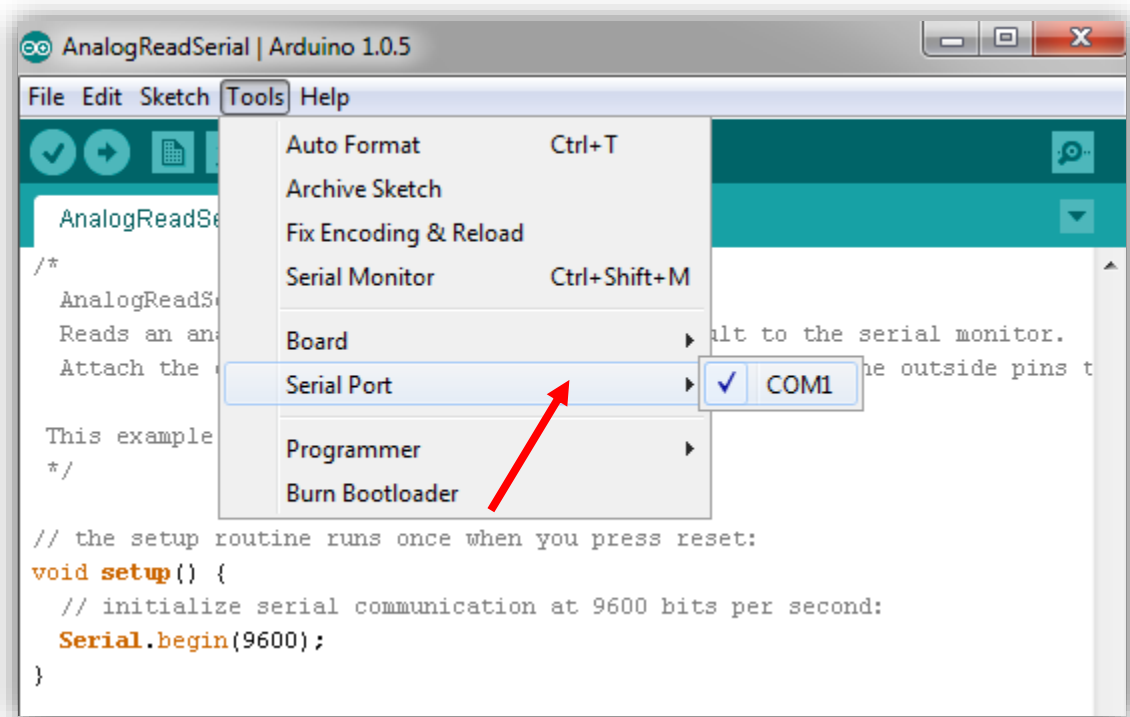 AnalogReadSerial | Arduino 1.0.5
File Edit Sketch Tools Help
Auto Format Ctrl+T
Archive Sketch
Fix Encoding & Reload
Serial Monitor Ctrl+Shift+M
Board
Serial Port
COM1
Programmer
Burn Bootloader
AnalogReadSe
/*
AnalogReadS
Reads an ana ult to the serial monitor.
Attach the he outside pins t
This example
*/
// the setup routine runs once when you press reset:
void setup() {
// initialize serial communication at 9600 bits per second:
Serial.begin(9600);
}